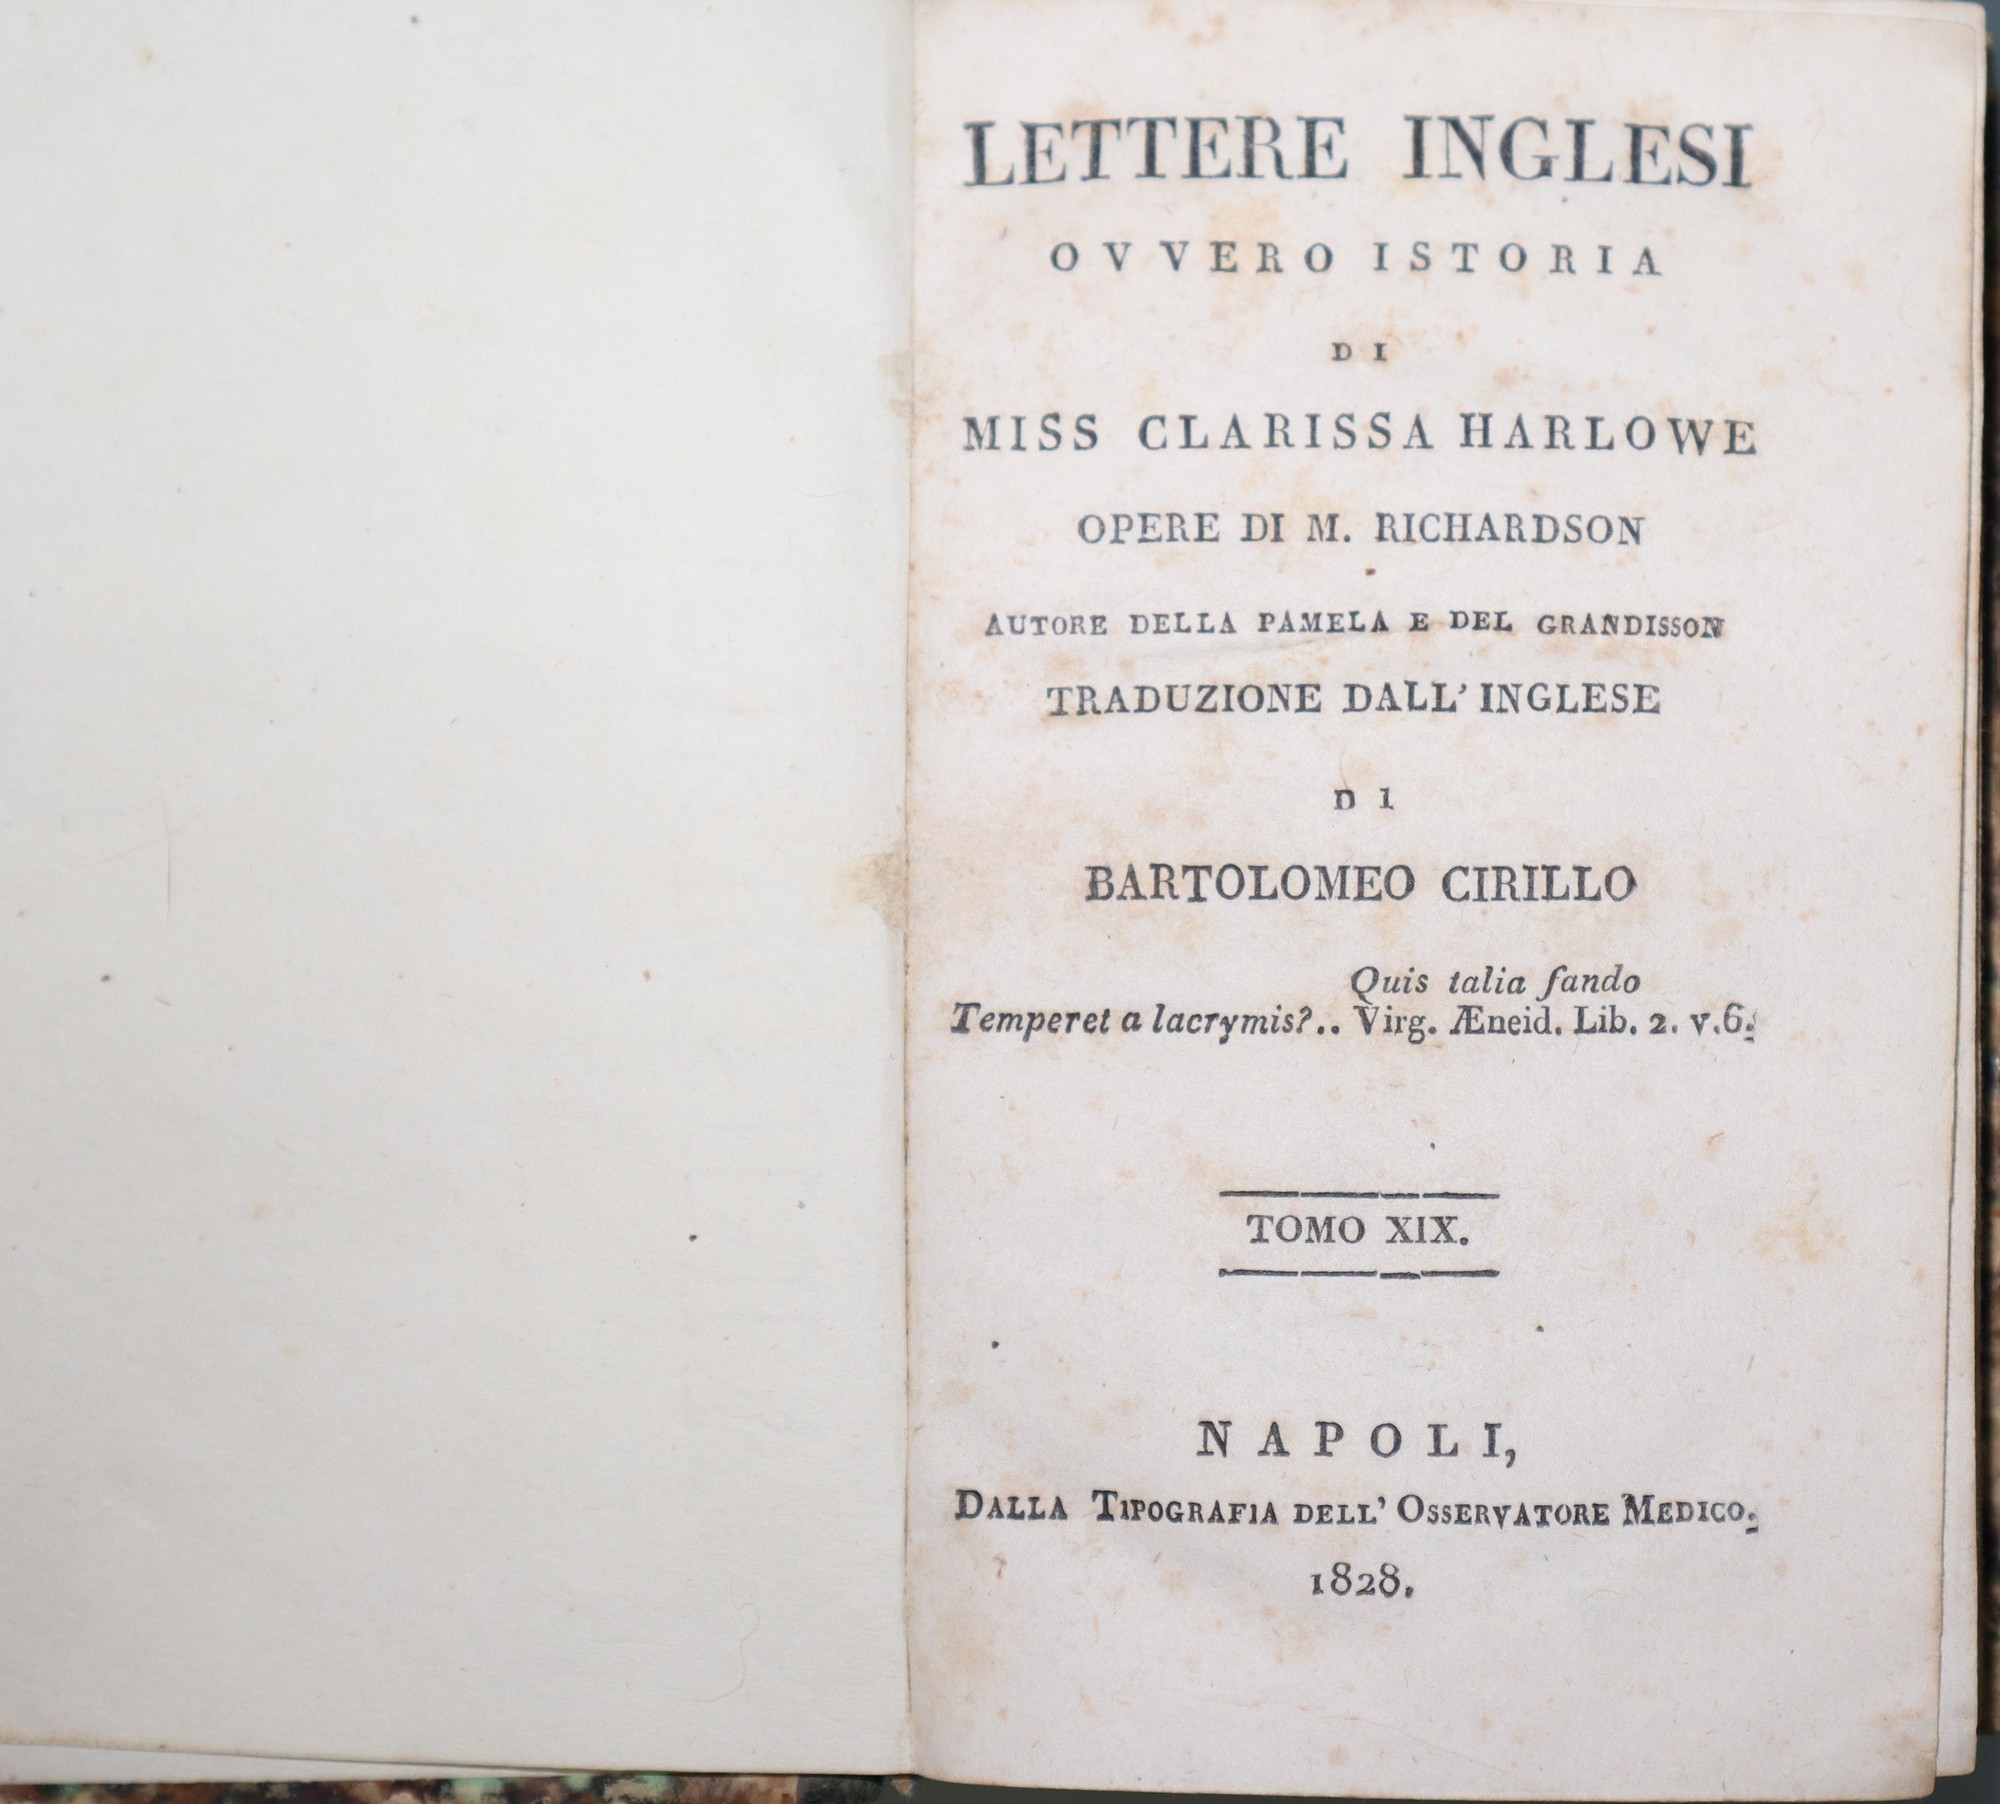 LETTERE INGLESI
OVVERO ISTORIA
DI
MISS CLARISSA HARLOWE
OPERE DI M. RICHARDSON
AUTORE DELLA PAMELA E DEL GRANDISSON
TRADUZIONE DALL' INGLESE
DI
BARTOLOMEO CIRILLO
Quis talia fando
Temperet a lacrymis?.. Virg. Æneid. Lib. 2. v.6.
TOMO XIX.
NAPOLI,
DALLA TIPOGRAFIA DELL' OSSERVATORE MEDICO.
1828.